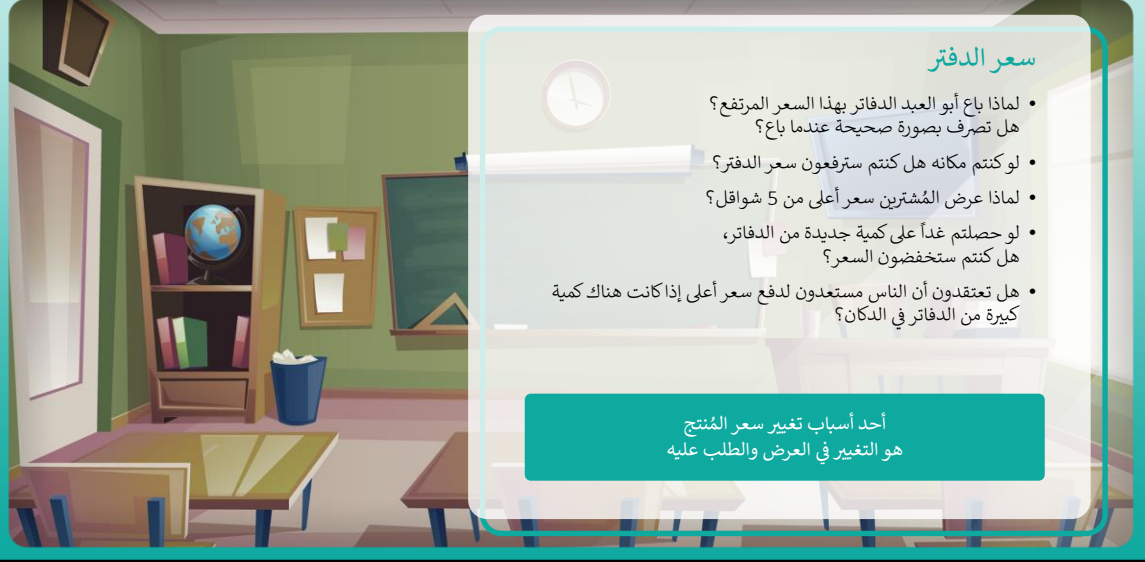 سعر الدفتر
• لماذا باع أبو العبد الدفاتر بهذا السعر المرتفع؟
هل تصرف بصورة صحيحة عندما باع؟
• لو كنتم مكانه هل كنتم سترفعون سعر الدفتر؟
• لماذا عرض المُشترين سعر أعلى من 5 شواقل؟
• لو حصلتم غداً على كمية جديدة من الدفاتر،
هل كنتم ستخفضون السعر؟
• هل تعتقدون أن الناس مستعدون لدفع سعر أعلى إذا كانت هناك كمية
كبيرة من الدفاتر في الدكان؟
أحد أسباب تغيير سعر المُنتج
هو التغيير في العرض والطلب عليه